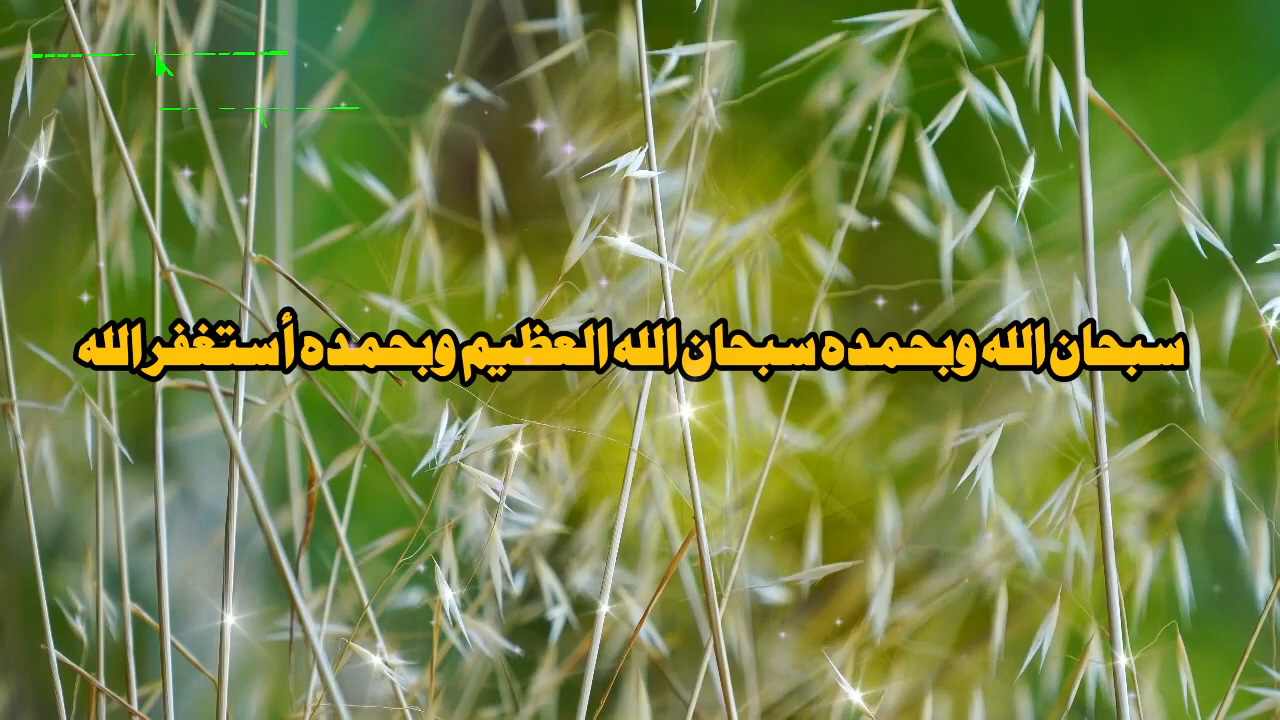 سبحان الله وبحمده سبحان الله العظيم وبحمده أستغفر الله